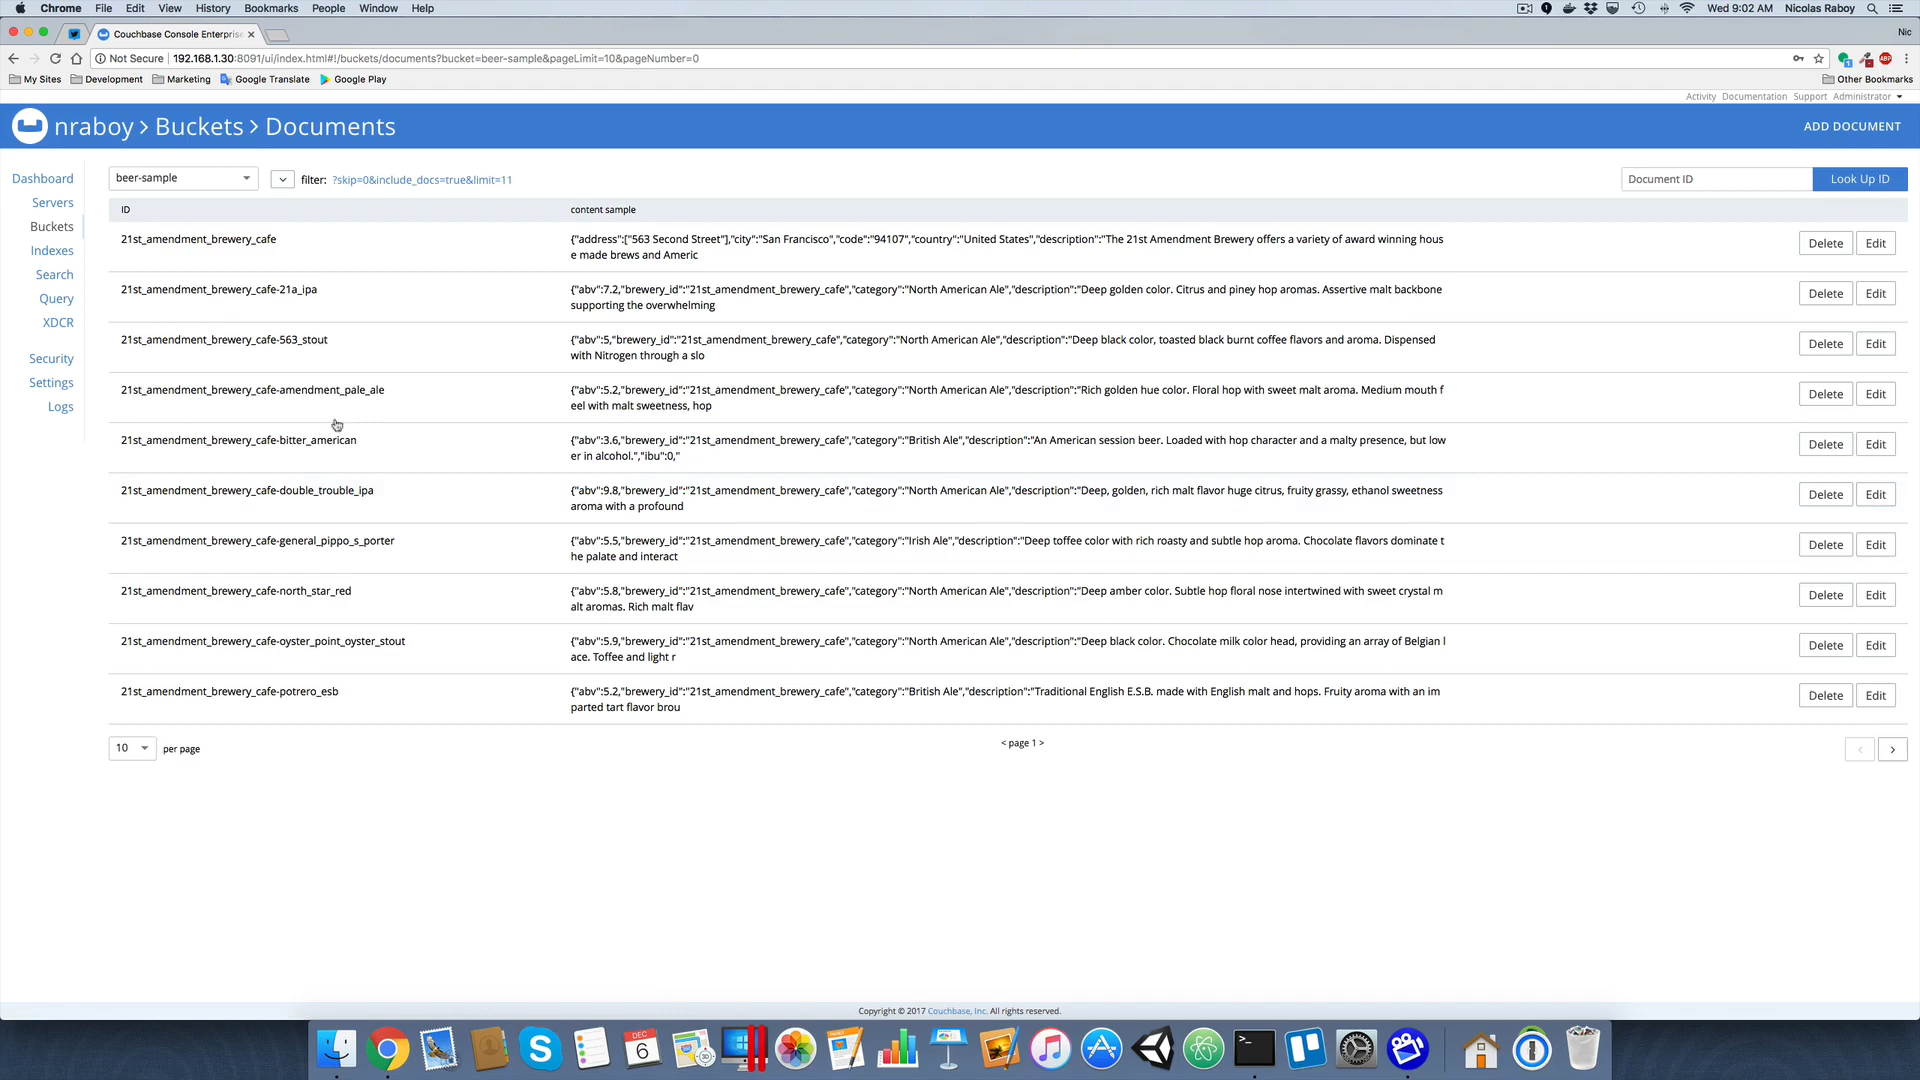 Chrome File Edit View History Bookmarks People Window Help Wed 9:02 AM Nicolas Raboy
Couchbase Console Enterpris Nic
Not Secure 192.168.1.30:8091/ui/index.html#!/buckets/documents?bucket=beer-sample&pageLimit=10&pageNumber=0
My Sites Development Marketing Google Translate Google Play Other Bookmarks
Activity Documentation Support Administrator
nraboy > Buckets > Documents ADD DOCUMENT
Dashboard
Servers
Buckets
Indexes
Search
Query
XDCR
Security
Settings
Logs
beer-sample filter: ?skip=0&include_docs=true&limit=11 Document ID Look Up ID
ID content sample
21st_amendment_brewery_cafe {"address":["563 Second Street"],"city":"San Francisco","code":"94107","country":"United States","description":"The 21st Amendment Brewery offers a variety of award winning hous Delete Edit
e made brews and Americ
21st_amendment_brewery_cafe-21a_ipa {"abv":7.2,"brewery_id":"21st_amendment_brewery_cafe","category":"North American Ale","description":"Deep golden color. Citrus and piney hop aromas. Assertive malt backbone Delete Edit
supporting the overwhelming
21st_amendment_brewery_cafe-563_stout {"abv":5,"brewery_id":"21st_amendment_brewery_cafe","category":"North American Ale","description":"Deep black color, toasted black burnt coffee flavors and aroma. Dispensed Delete Edit
with Nitrogen through a slo
21st_amendment_brewery_cafe-amendment_pale_ale {"abv":5.2,"brewery_id":"21st_amendment_brewery_cafe","category":"North American Ale","description":"Rich golden hue color. Floral hop with sweet malt aroma. Medium mouth f Delete Edit
eel with malt sweetness, hop
21st_amendment_brewery_cafe-bitter_american {"abv":3.6,"brewery_id":"21st_amendment_brewery_cafe","category":"British Ale","description":"An American session beer. Loaded with hop character and a malty presence, but low Delete Edit
er in alcohol.","ibu":0,"
21st_amendment_brewery_cafe-double_trouble_ipa {"abv":9.8,"brewery_id":"21st_amendment_brewery_cafe","category":"North American Ale","description":"Deep, golden, rich malt flavor huge citrus, fruity grassy, ethanol sweetness Delete Edit
aroma with a profound
21st_amendment_brewery_cafe-general_pippo_s_porter {"abv":5.5,"brewery_id":"21st_amendment_brewery_cafe","category":"Irish Ale","description":"Deep toffee color with rich roasty and subtle hop aroma. Chocolate flavors dominate t Delete Edit
he palate and interact
21st_amendment_brewery_cafe-north_star_red {"abv":5.8,"brewery_id":"21st_amendment_brewery_cafe","category":"North American Ale","description":"Deep amber color. Subtle hop floral nose intertwined with sweet crystal m Delete Edit
alt aromas. Rich malt flav
21st_amendment_brewery_cafe-oyster_point_oyster_stout {"abv":5.9,"brewery_id":"21st_amendment_brewery_cafe","category":"North American Ale","description":"Deep black color. Chocolate milk color head, providing an array of Belgian l Delete Edit
ace. Toffee and light r
21st_amendment_brewery_cafe-potrero_esb {"abv":5.2,"brewery_id":"21st_amendment_brewery_cafe","category":"British Ale","description":"Traditional English E.S.B. made with English malt and hops. Fruity aroma with an im Delete Edit
parted tart flavor brou
10 per page < page 1 > < >
Copyright © 2017 Couchbase, Inc. All rights reserved.
DEC
6